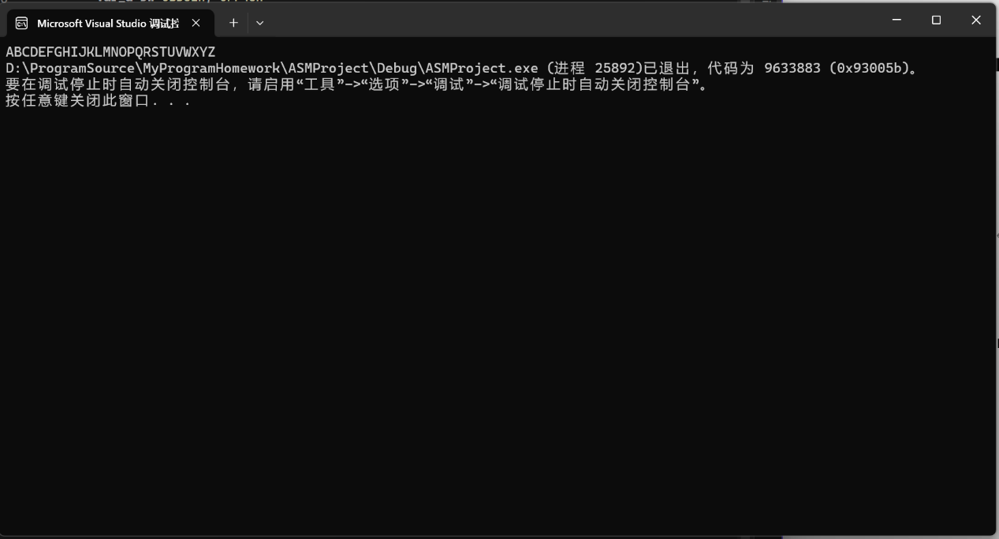 Microsoft Visual Studio 调试控
ABCDEFGHIJKLMNOPQRSTUVWXYZ
D:\ProgramSource\MyProgramHomework\ASMProject\Debug\ASMProject.exe (进程 25892)已退出，代码为 9633883 (0x93005b)。
要在调试停止时自动关闭控制台，请启用“工具”->“选项”->“调试”->“调试停止时自动关闭控制台”。
按任意键关闭此窗口. . .